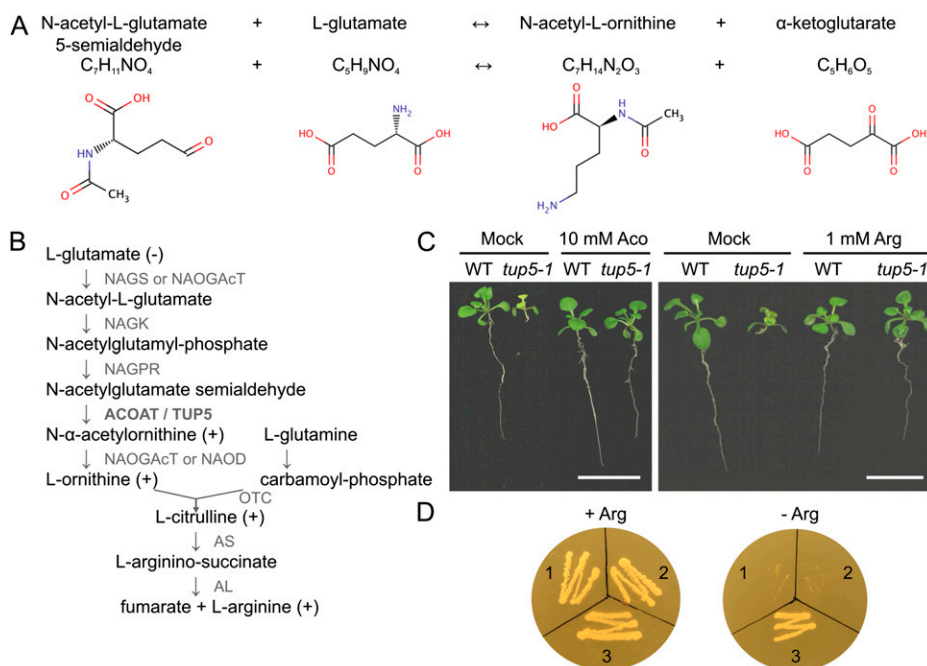 A
N-acetyl-L-glutamate + L-glutamate ↔ N-acetyl-L-ornithine + α-ketoglutarate
5-semialdehyde
C₇H₁₁NO₄ + C₅H₉NO₄ ↔ C₇H₁₄N₂O₃ + C₅H₆O₅
O OH HN O O CH₃
HO O NH₂ O OH
O HO H N CH₃ O H₂N
HO O O O OH
B
L-glutamate (-)
↓ NAGS or NAOGAcT
N-acetyl-L-glutamate
↓ NAGK
N-acetylglutamyl-phosphate
↓ NAGPR
N-acetylglutamate semialdehyde
↓ ACOAT / TUP5
N-α-acetylornithine (+) L-glutamine
↓ NAOGAcT or NAOD ↓
L-ornithine (+) carbamoyl-phosphate
OTC
L-citrulline (+)
↓ AS
L-arginino-succinate
↓ AL
fumarate + L-arginine (+)
C
Mock 10 mM Aco Mock 1 mM Arg
WT tup5-1 WT tup5-1 WT tup5-1 WT tup5-1
D
+ Arg - Arg
1 2 1 2
3 3